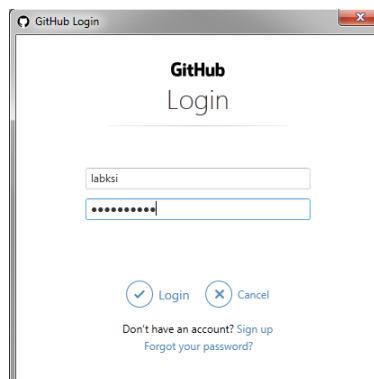 GitHub Login
GitHub
Login
labksi
••••••••••
Login Cancel
Don't have an account? Sign up
Forgot your password?